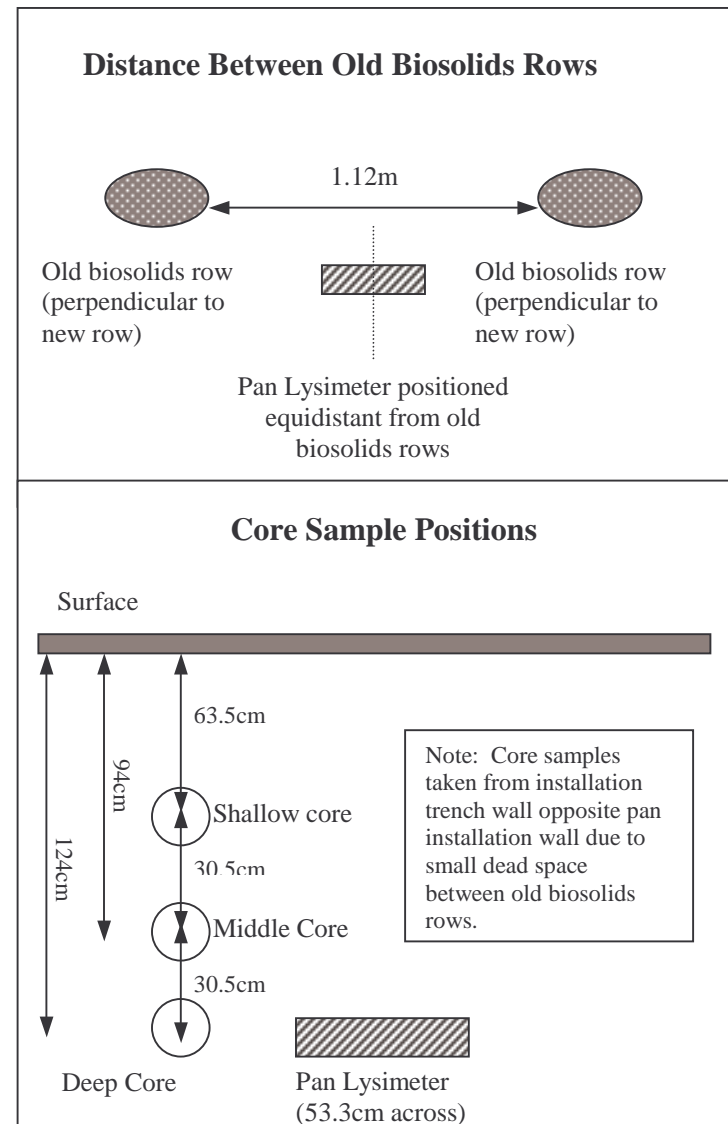 Distance Between Old Biosolids Rows
1.12m
Old biosolids row
(perpendicular to
new row)
Old biosolids row
(perpendicular to
new row)
Pan Lysimeter positioned
equidistant from old
biosolids rows
Core Sample Positions
Surface
63.5cm
94cm
124cm
Note: Core samples
taken from installation
trench wall opposite pan
installation wall due to
small dead space
between old biosolids
rows.
Shallow core
30.5cm
Middle Core
30.5cm
Deep Core
Pan Lysimeter
(53.3cm across)